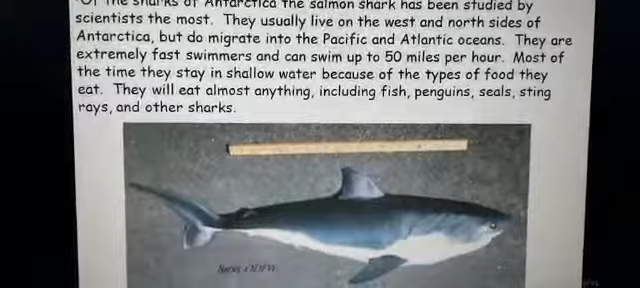 Of the sharks of Antarctica the salmon shark has been studied by
scientists the most. They usually live on the west and north sides of
Antarctica, but do migrate into the Pacific and Atlantic oceans. They are
extremely fast swimmers and can swim up to 50 miles per hour. Most of
the time they stay in shallow water because of the types of food they
eat. They will eat almost anything, including fish, penguins, seals, sting
rays, and other sharks.